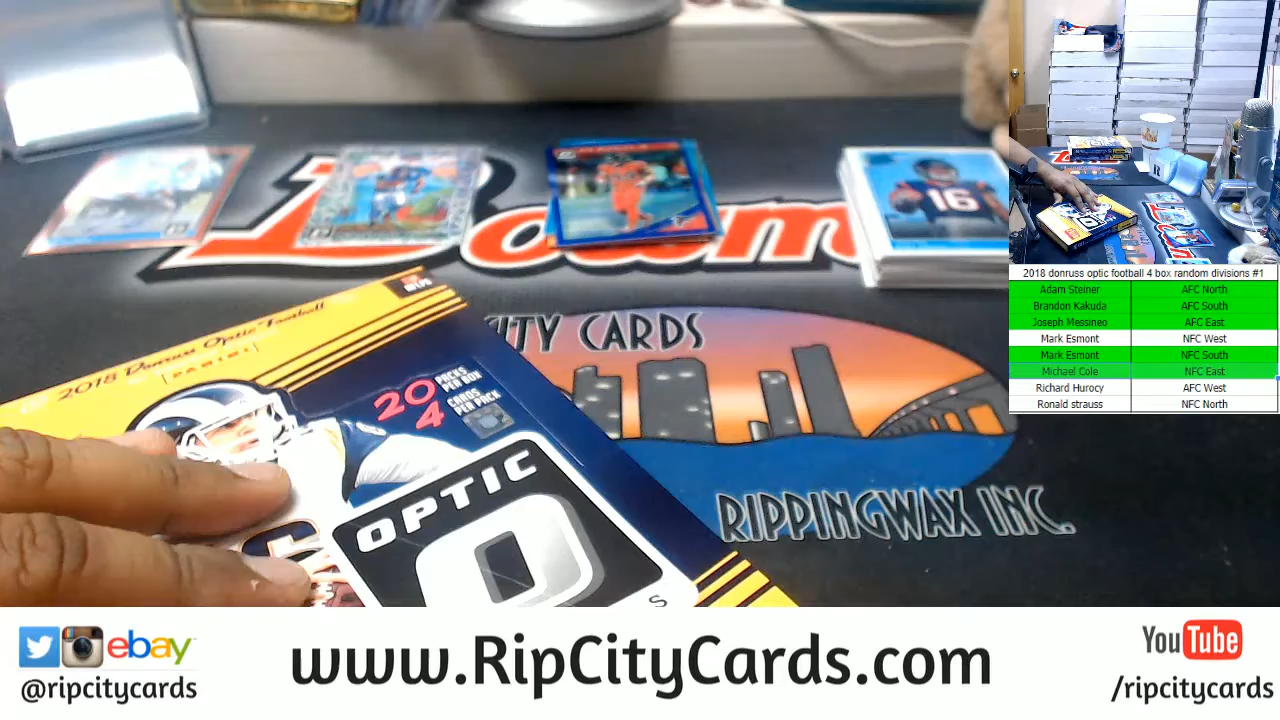 16
CITY CARDS
RIPPINGWAX INC.
2018 Donruss Optic Football
PANINI
20 PACKS PER BOX
4 CARDS PER PACK
OPTIC
2018 donruss optic football 4 box random divisions #1
Adam Steiner AFC North
Brandon Kakuda AFC South
Joseph Messineo AFC East
Mark Esmont NFC West
Mark Esmont NFC South
Michael Cole NFC East
Richard Hurocy AFC West
Ronald strauss NFC North
ebay
@ripcitycards
www.RipCityCards.com
YouTube
/ripcitycards